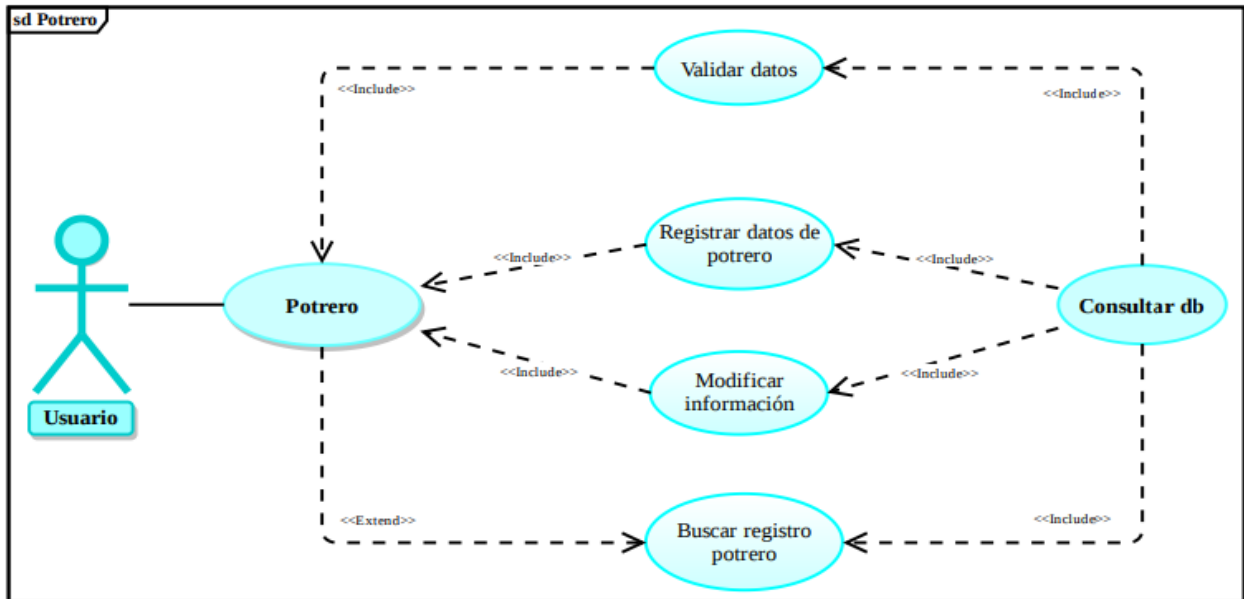 sd Potrero
Validar datos
<<Include>>
<<Include>>
Registrar datos de
potrero
<<Include>>
<<Include>>
Potrero
Consultar db
<<Include>>
<<Include>>
Modificar
información
Usuario
<<Extend>>
Buscar registro
potrero
<<Include>>